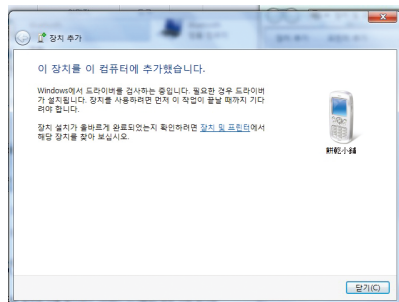 장치 추가
이 장치를 이 컴퓨터에 추가했습니다.
Windows에서 드라이버를 검사하는 중입니다. 필요한 경우 드라이버
가 설치됩니다. 장치를 사용하려면 먼저 이 작업이 끝날 때까지 기다
려야 합니다.
장치 설치가 올바르게 완료되었는지 확인하려면 장치 및 프린터에서
해당 장치를 찾아 보십시오.
餠乾小鋪
닫기(C)